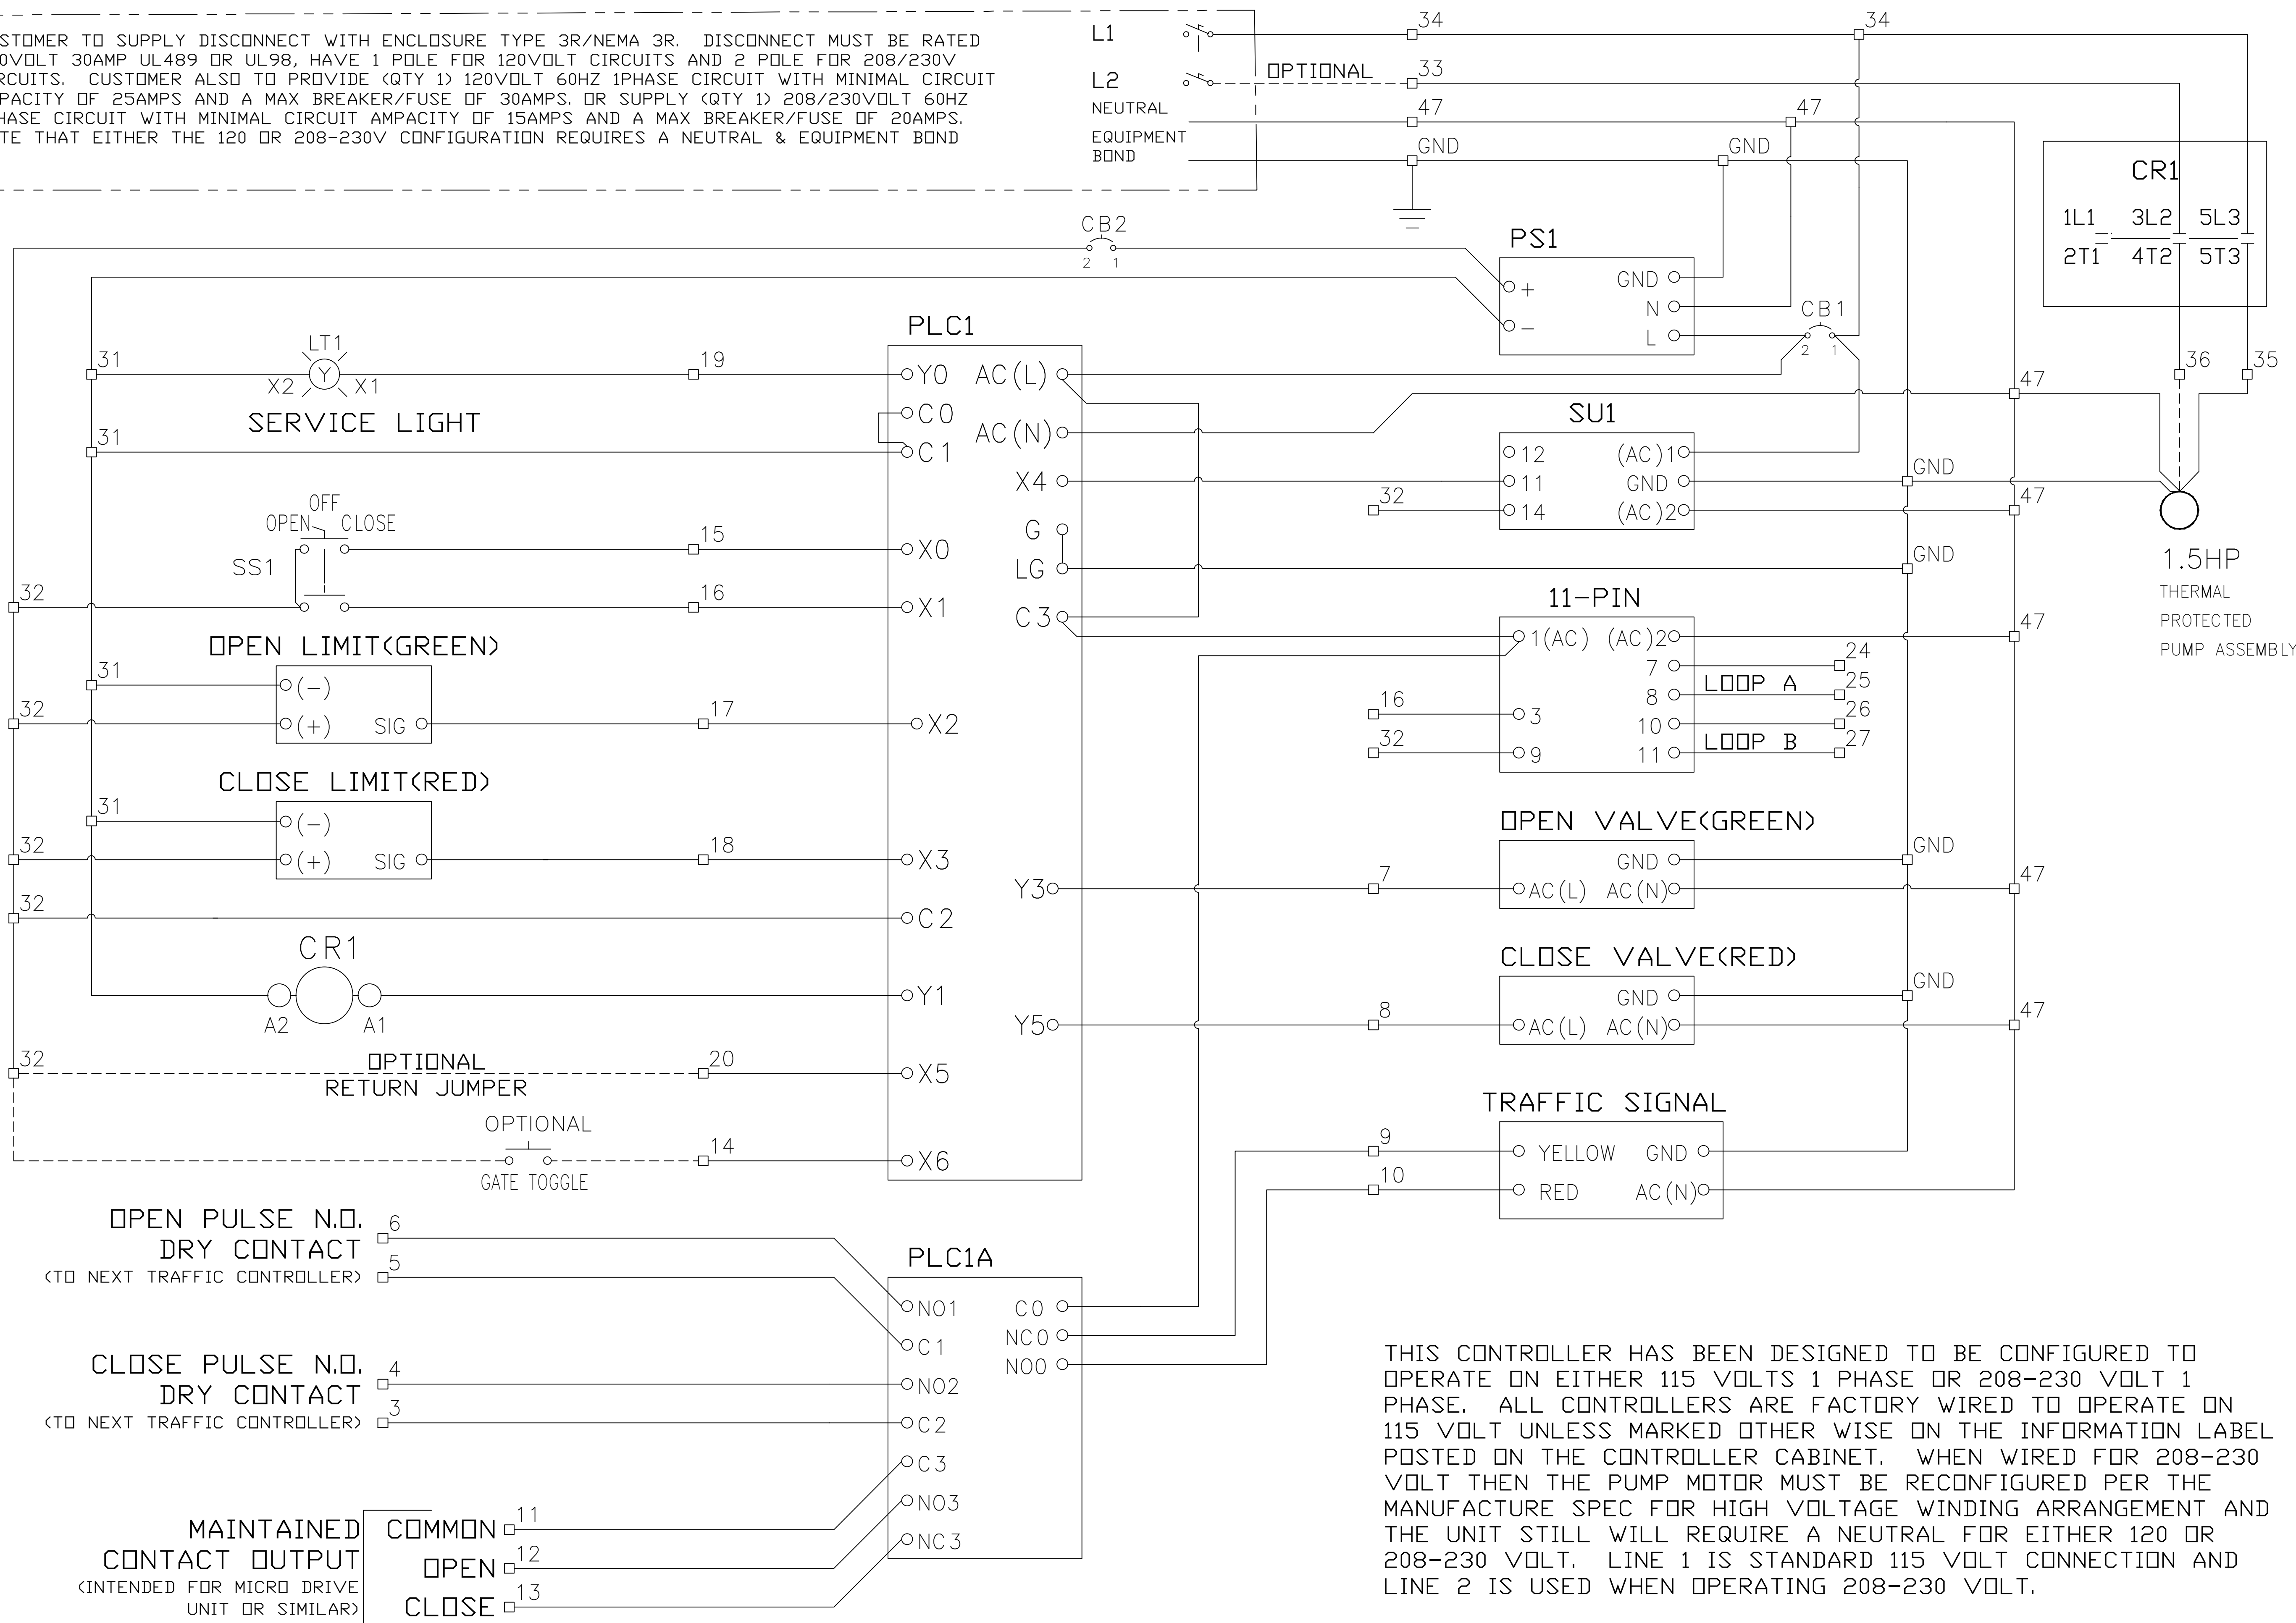 STOMER TO SUPPLY DISCONNECT WITH ENCLOSURE TYPE 3R/NEMA 3R. DISCONNECT MUST BE RATED
0VOLT 30AMP UL489 OR UL98, HAVE 1 POLE FOR 120VOLT CIRCUITS AND 2 POLE FOR 208/230V
RCUITS. CUSTOMER ALSO TO PROVIDE (QTY 1) 120VOLT 60HZ 1PHASE CIRCUIT WITH MINIMAL CIRCUIT
PACITY OF 25AMPS AND A MAX BREAKER/FUSE OF 30AMPS. OR SUPPLY (QTY 1) 208/230VOLT 60HZ
HASE CIRCUIT WITH MINIMAL CIRCUIT AMPACITY OF 15AMPS AND A MAX BREAKER/FUSE OF 20AMPS.
TE THAT EITHER THE 120 OR 208-230V CONFIGURATION REQUIRES A NEUTRAL & EQUIPMENT BOND
L1
34
34
L2
OPTIONAL
33
NEUTRAL
47
47
EQUIPMENT
BOND
GND
GND
CR1
1L1 3L2 5L3
2T1 4T2 5T3
36
35
CB2
2 1
PS1
+
-
GND
N
L
CB1
2 1
PLC1
Y0
C0
C1
X0
X1
X2
X3
C2
Y1
X5
X6
AC(L)
AC(N)
X4
G
LG
C3
Y3
Y5
31
LT1
X2 Y X1
19
SERVICE LIGHT
31
OFF
OPEN CLOSE
SS1
15
32
16
OPEN LIMIT(GREEN)
31
(-)
32
(+) SIG
17
CLOSE LIMIT(RED)
31
(-)
32
(+) SIG
18
32
CR1
A2 A1
32
OPTIONAL
RETURN JUMPER
20
OPTIONAL
GATE TOGGLE
14
47
SU1
12 (AC)1
11 GND
14 (AC)2
32
GND
47
GND
1.5HP
THERMAL
PROTECTED
PUMP ASSEMBLY
11-PIN
1(AC) (AC)2
47
7
24
LOOP A
8
25
16
3
10
26
LOOP B
32
9
11
27
OPEN VALVE(GREEN)
GND
GND
7
AC(L) AC(N)
47
CLOSE VALVE(RED)
GND
GND
8
AC(L) AC(N)
47
TRAFFIC SIGNAL
9
YELLOW GND
10
RED AC(N)
OPEN PULSE N.O.
DRY CONTACT
(TO NEXT TRAFFIC CONTROLLER)
6
5
CLOSE PULSE N.O.
DRY CONTACT
(TO NEXT TRAFFIC CONTROLLER)
4
3
MAINTAINED
CONTACT OUTPUT
(INTENDED FOR MICRO DRIVE
UNIT OR SIMILAR)
COMMON
11
OPEN
12
CLOSE
13
PLC1A
NO1
C1
NO2
C2
C3
NO3
NC3
C0
NC0
NO0
THIS CONTROLLER HAS BEEN DESIGNED TO BE CONFIGURED TO
OPERATE ON EITHER 115 VOLTS 1 PHASE OR 208-230 VOLT 1
PHASE. ALL CONTROLLERS ARE FACTORY WIRED TO OPERATE ON
115 VOLT UNLESS MARKED OTHER WISE ON THE INFORMATION LABEL
POSTED ON THE CONTROLLER CABINET. WHEN WIRED FOR 208-230
VOLT THEN THE PUMP MOTOR MUST BE RECONFIGURED PER THE
MANUFACTURE SPEC FOR HIGH VOLTAGE WINDING ARRANGEMENT AND
THE UNIT STILL WILL REQUIRE A NEUTRAL FOR EITHER 120 OR
208-230 VOLT. LINE 1 IS STANDARD 115 VOLT CONNECTION AND
LINE 2 IS USED WHEN OPERATING 208-230 VOLT.